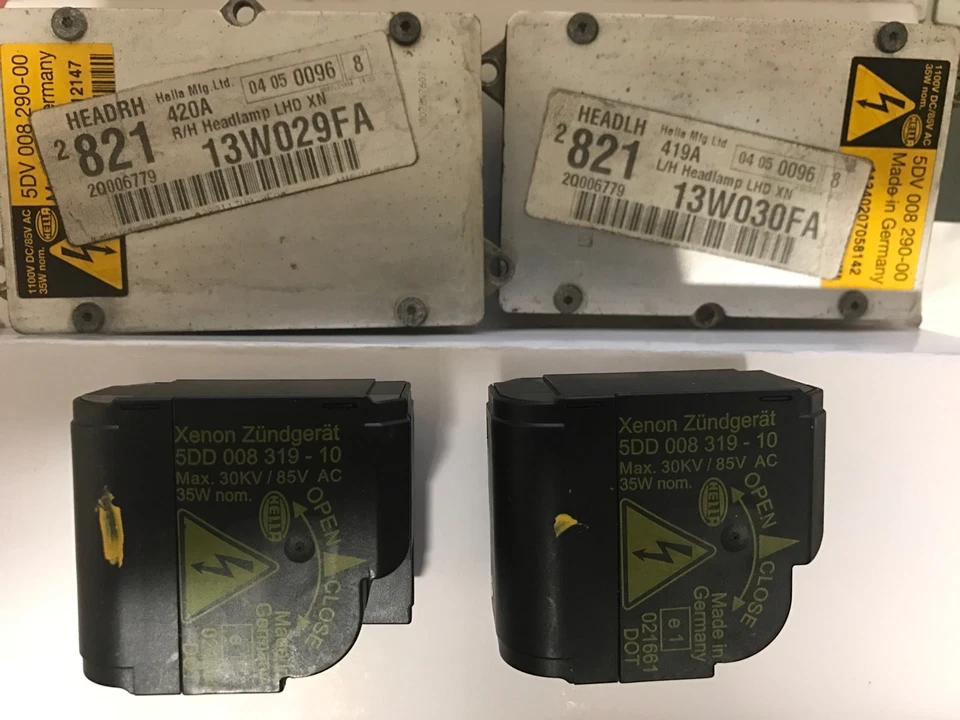 HEADRH
Hella Mfg.Ltd.
04 05 0096
8
2 821
420A
R/H Headlamp LHD XN
13W029FA
2Q006779
5DV 008 290-00
Germany
12147
1100V DC/85V AC
35W nom.
HELLA
HEADLH
Hella Mfg Ltd
04 05 0096
2 821
419A
L/H Headlamp LHD XN
13W030FA
2Q006779
1100V DC/85V AC
35W nom.
HELLA
5DV 008 290-00
Made in Germany
Xenon Zündgerät
5DD 008 319 - 10
Max. 30KV / 85V AC
35W nom.
HELLA
OPEN
CLOSE
Made in
Germany
Xenon Zündgerät
5DD 008 319 - 10
Max. 30KV / 85V AC
35W nom.
HELLA
OPEN
CLOSE
Made in
Germany
e 1
021661
DOT